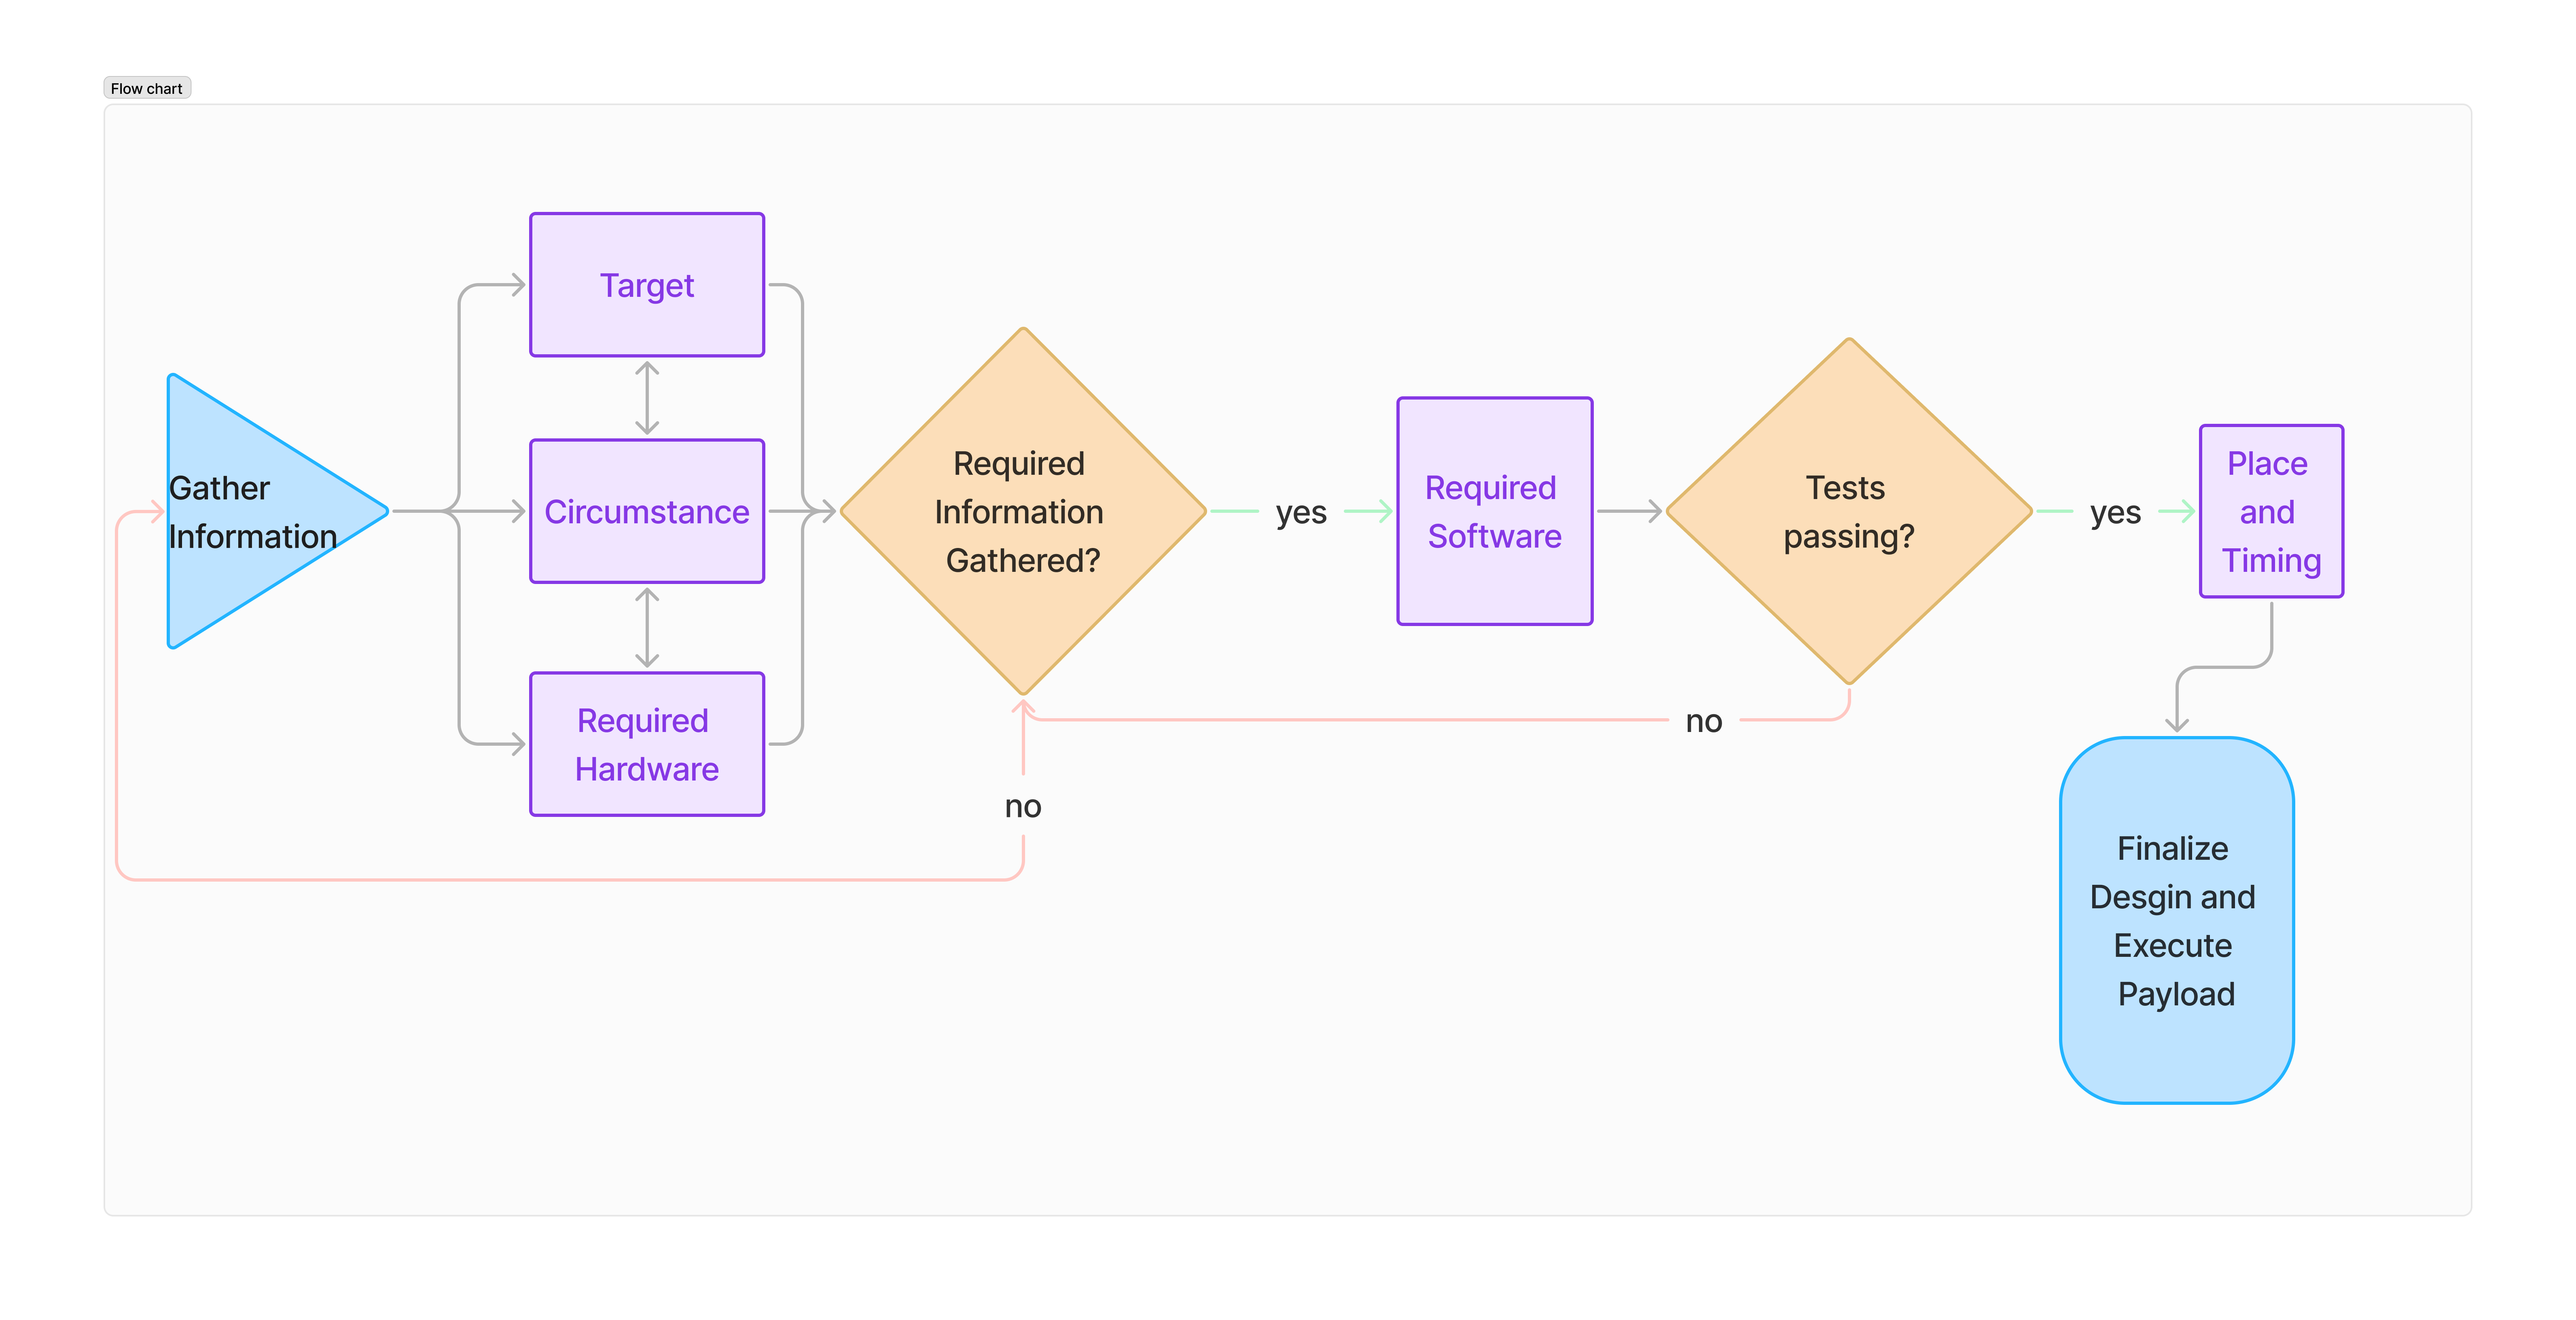 Flow chart
Gather
Information
Target
Circumstance
Required
Hardware
Required
Information
Gathered?
no
yes
Required
Software
Tests
passing?
no
yes
Place
and
Timing
Finalize
Desgin and
Execute
Payload